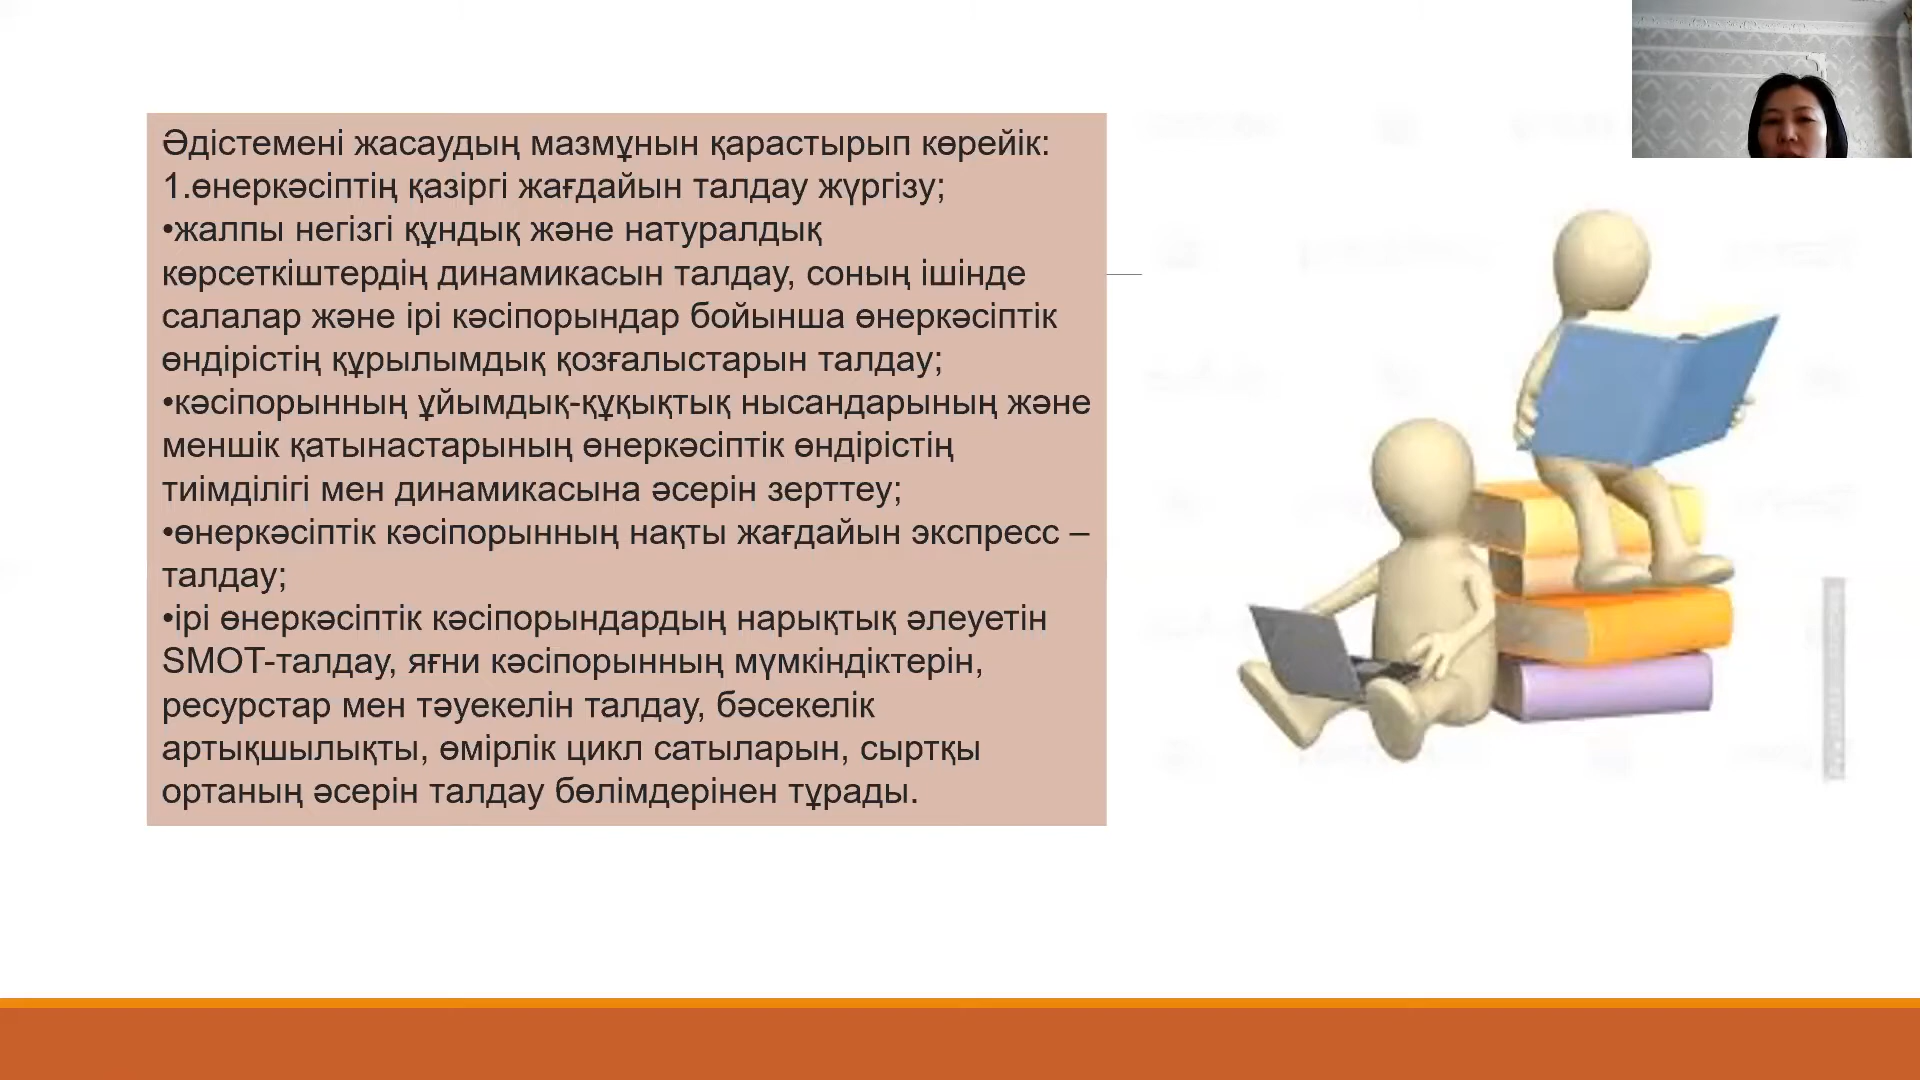 Әдістемені жасаудың мазмұнын қарастырып көрейік:
1.өнеркәсіптің қазіргі жағдайын талдау жүргізу;
•жалпы негізгі құндық және натуралдық
көрсеткіштердің динамикасын талдау, соның ішінде
салалар және ірі кәсіпорындар бойынша өнеркәсіптік
өндірістің құрылымдық қозғалыстарын талдау;
•кәсіпорынның ұйымдық-құқықтық нысандарының және
меншік қатынастарының өнеркәсіптік өндірістің
тиімділігі мен динамикасына әсерін зерттеу;
•өнеркәсіптік кәсіпорынның нақты жағдайын экспресс –
талдау;
•ірі өнеркәсіптік кәсіпорындардың нарықтық әлеуетін
SMOT-талдау, яғни кәсіпорынның мүмкіндіктерін,
ресурстар мен тәуекелін талдау, бәсекелік
артықшылықты, өмірлік цикл сатыларын, сыртқы
ортаның әсерін талдау бөлімдерінен тұрады.